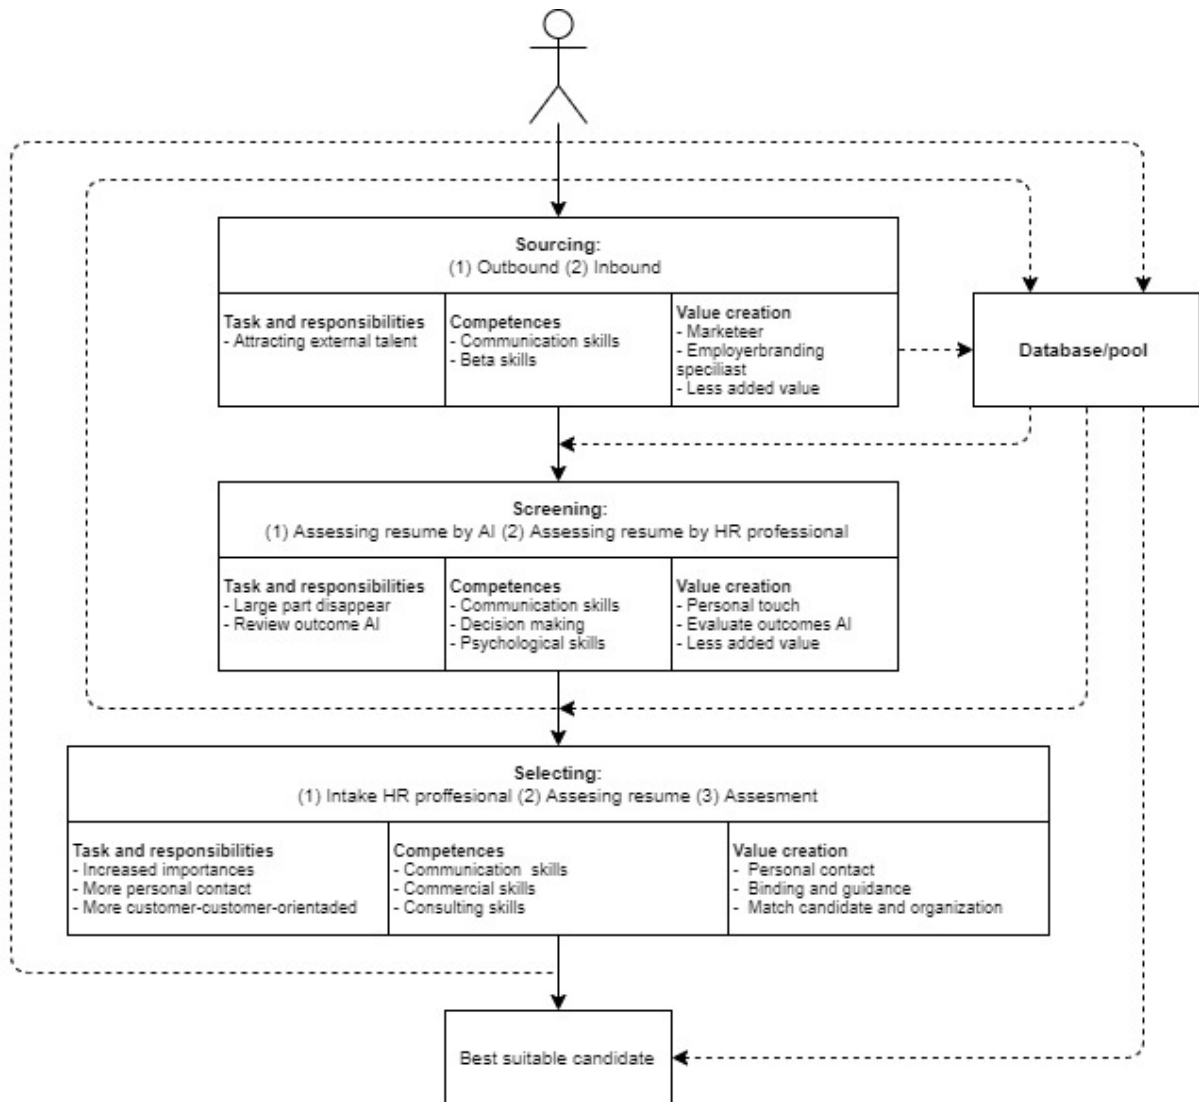 Sourcing:
(1) Outbound (2) Inbound
Task and responsibilities
- Attracting external talent
Competences
- Communication skills
- Beta skills
Value creation
- Marketeer
- Employerbranding
speciliast
- Less added value
Database/pool
Screening:
(1) Assessing resume by AI (2) Assessing resume by HR professional
Task and responsibilities
- Large part disappear
- Review outcome AI
Competences
- Communication skills
- Decision making
- Psychological skills
Value creation
- Personal touch
- Evaluate outcomes AI
- Less added value
Selecting:
(1) Intake HR proffesional (2) Assesing resume (3) Assesment
Task and responsibilities
- Increased importances
- More personal contact
- More customer-customer-orientaded
Competences
- Communication skills
- Commercial skills
- Consulting skills
Value creation
- Personal contact
- Binding and guidance
- Match candidate and organization
Best suitable candidate